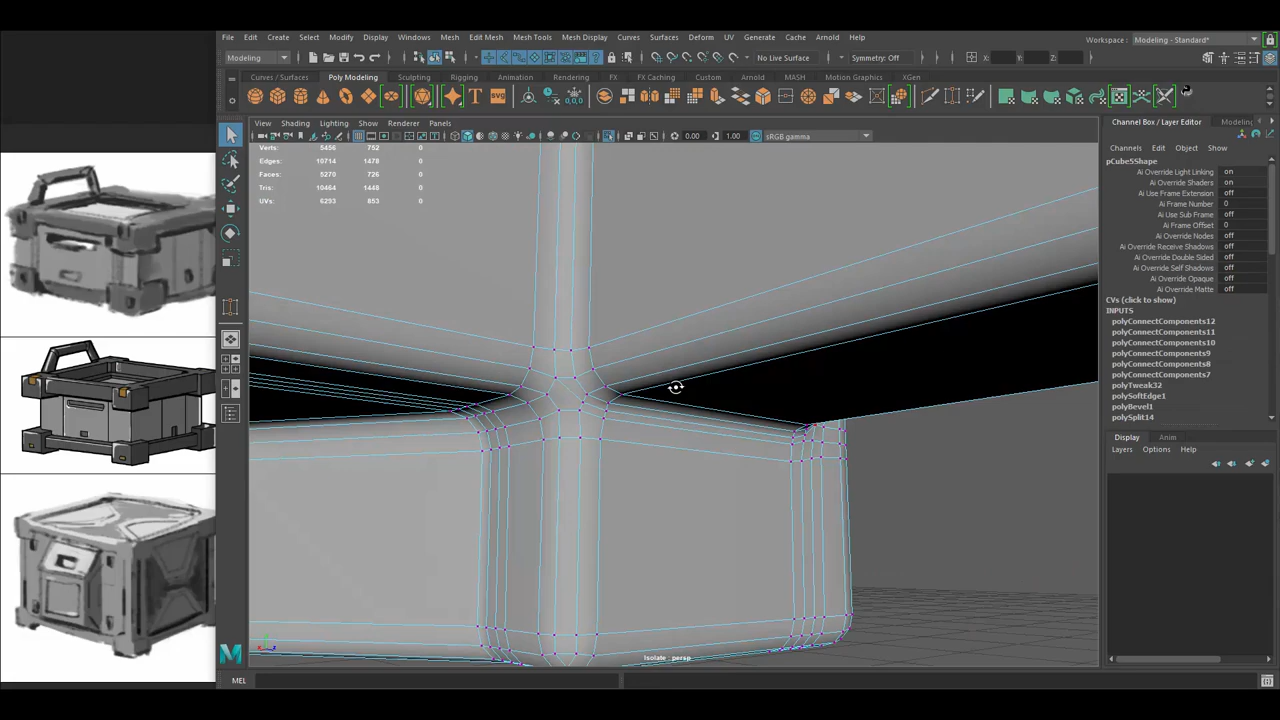 File Edit Create Select Modify Display Windows Mesh Edit Mesh Mesh Tools Mesh Display Curves Surfaces Deform UV Generate Cache Arnold Help
Workspace : Modeling - Standard*
Modeling No Live Surface Symmetry: Off X: Y: Z:
Curves / Surfaces Poly Modeling Sculpting Rigging Animation Rendering FX FX Caching Custom Arnold MASH Motion Graphics XGen
T SVG 0,0,0
View Shading Lighting Show Renderer Panels
0.00 1.00 sRGB gamma
Verts: 5456 752 0
Edges: 10714 1478 0
Faces: 5270 726 0
Tris: 10464 1448 0
UVs: 6293 853 0
Isolate : persp
Channel Box / Layer Editor Modeling
Channels Edit Object Show
pCube5Shape
Ai Override Light Linking on
Ai Override Shaders on
Ai Use Frame Extension off
Ai Frame Number 0
Ai Use Sub Frame off
Ai Frame Offset 0
Ai Override Nodes off
Ai Override Receive Shadows off
Ai Override Double Sided off
Ai Override Self Shadows off
Ai Override Opaque off
Ai Override Matte off
CVs (click to show)
INPUTS
polyConnectComponents12
polyConnectComponents11
polyConnectComponents10
polyConnectComponents9
polyConnectComponents8
polyConnectComponents7
polyTweak32
polySoftEdge1
polyBevel1
polySplit14
Display Anim
Layers Options Help
M
MEL